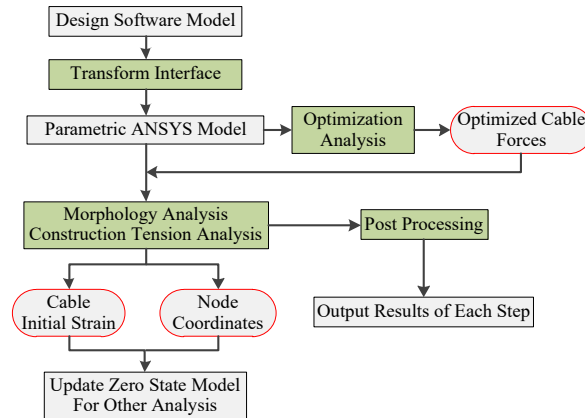 Design Software Model
Transform Interface
Parametric ANSYS Model
Optimization
Analysis
Optimized Cable
Forces
Morphology Analysis
Construction Tension Analysis
Post Processing
Cable
Initial Strain
Node
Coordinates
Output Results of Each Step
Update Zero State Model
For Other Analysis